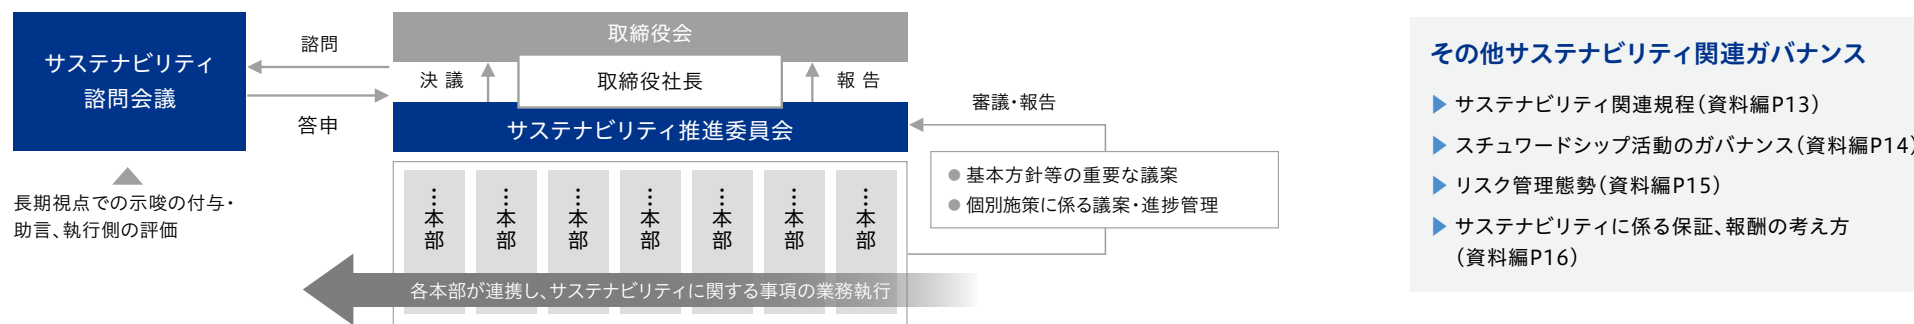 サステナビリティ
諮問会議
長期視点での示唆の付与・
助言、執行側の評価
諮問
答申
取締役会
決議
取締役社長
報告
サステナビリティ推進委員会
…本部
…本部
…本部
…本部
…本部
…本部
…本部
各本部が連携し、サステナビリティに関する事項の業務執行
審議・報告
● 基本方針等の重要な議案
● 個別施策に係る議案・進捗管理
その他サステナビリティ関連ガバナンス
▶ サステナビリティ関連規程(資料編P13)
▶ スチュワードシップ活動のガバナンス(資料編P14)
▶ リスク管理態勢(資料編P15)
▶ サステナビリティに係る保証、報酬の考え方
(資料編P16)